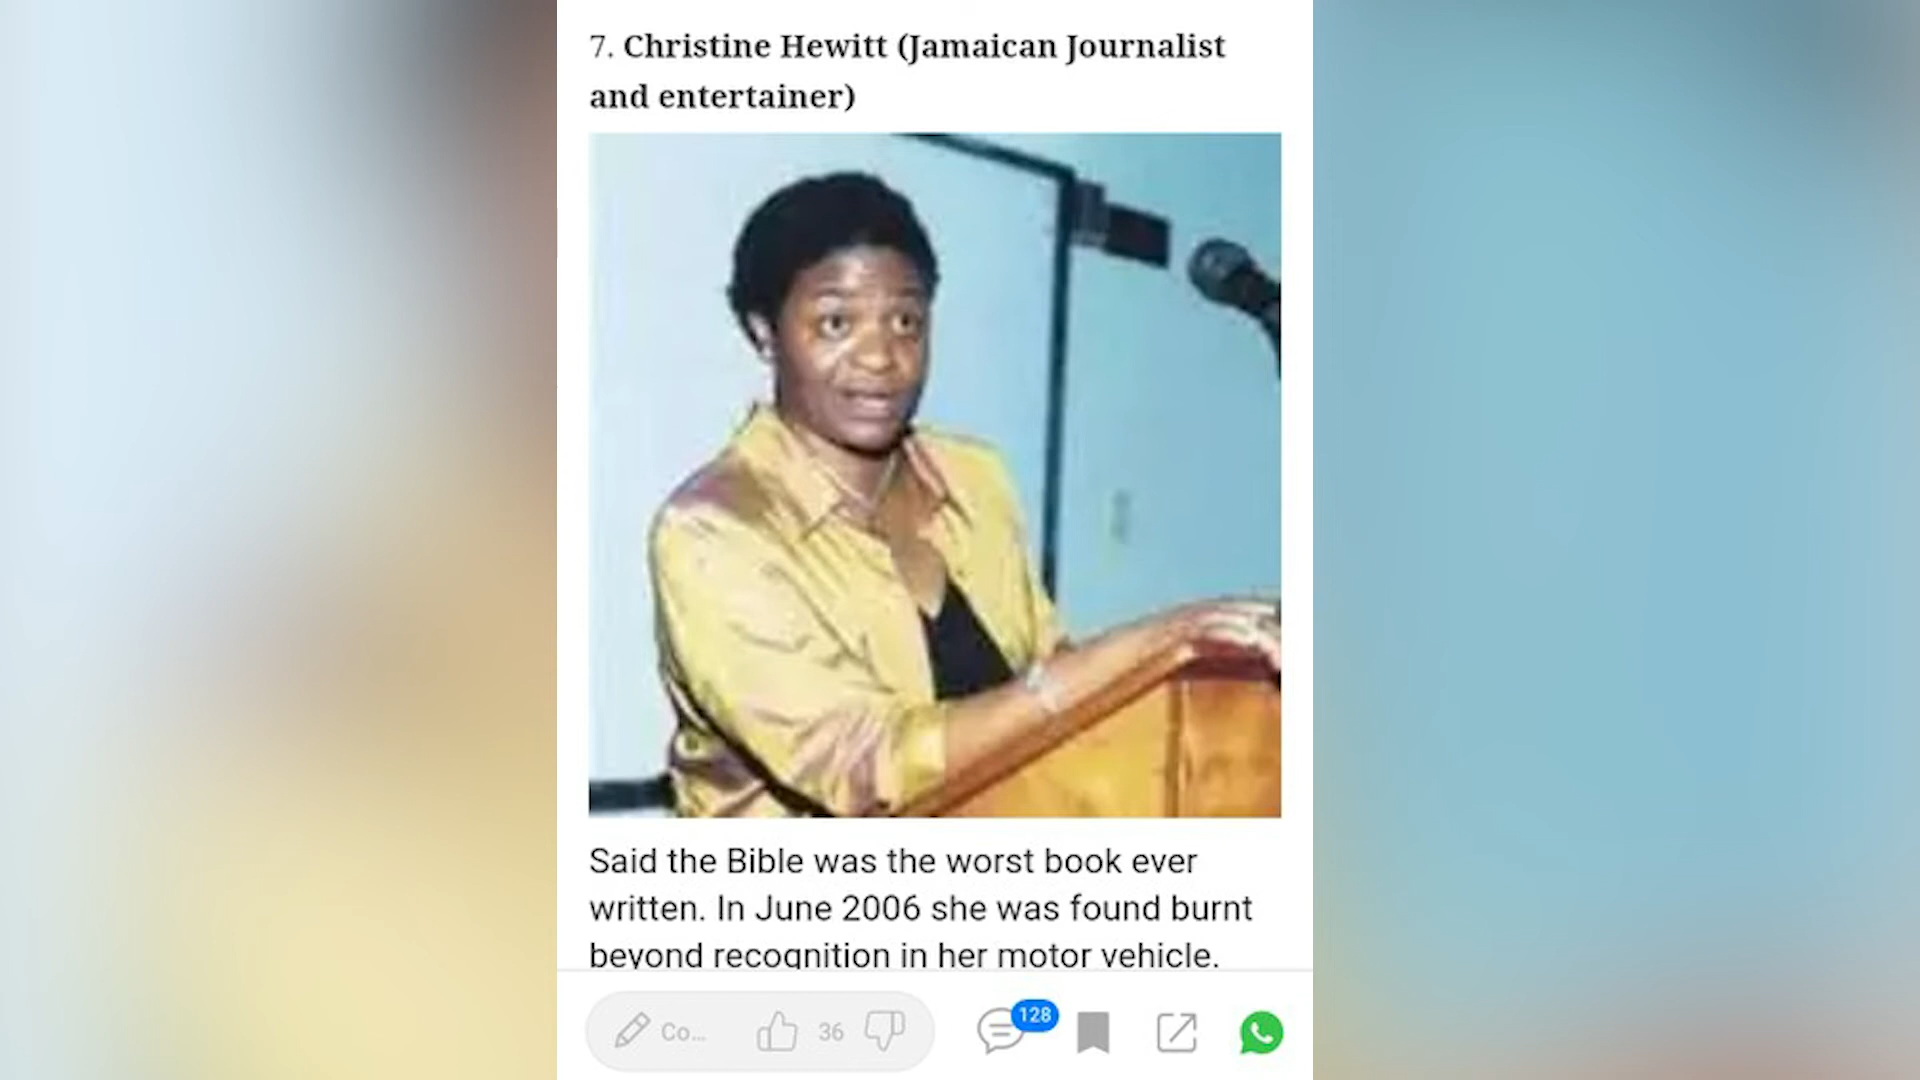 7. Christine Hewitt (Jamaican Journalist
and entertainer)
Said the Bible was the worst book ever
written. In June 2006 she was found burnt
beyond recognition in her motor vehicle.
Co...
36
128